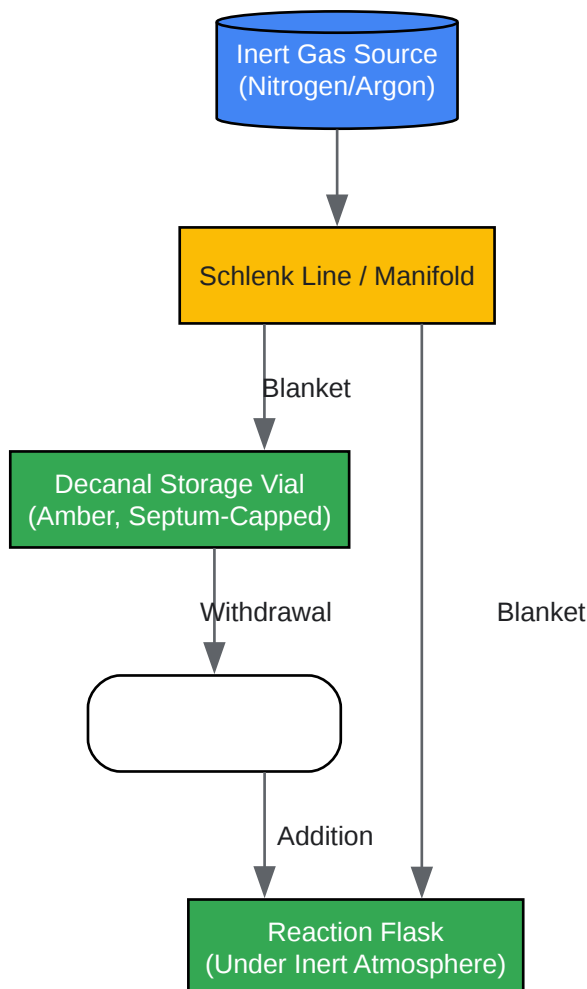 Inert Gas Source
(Nitrogen/Argon)
Schlenk Line / Manifold
Blanket
Decanal Storage Vial
(Amber, Septum-Capped)
Withdrawal
Blanket
Addition
Reaction Flask
(Under Inert Atmosphere)